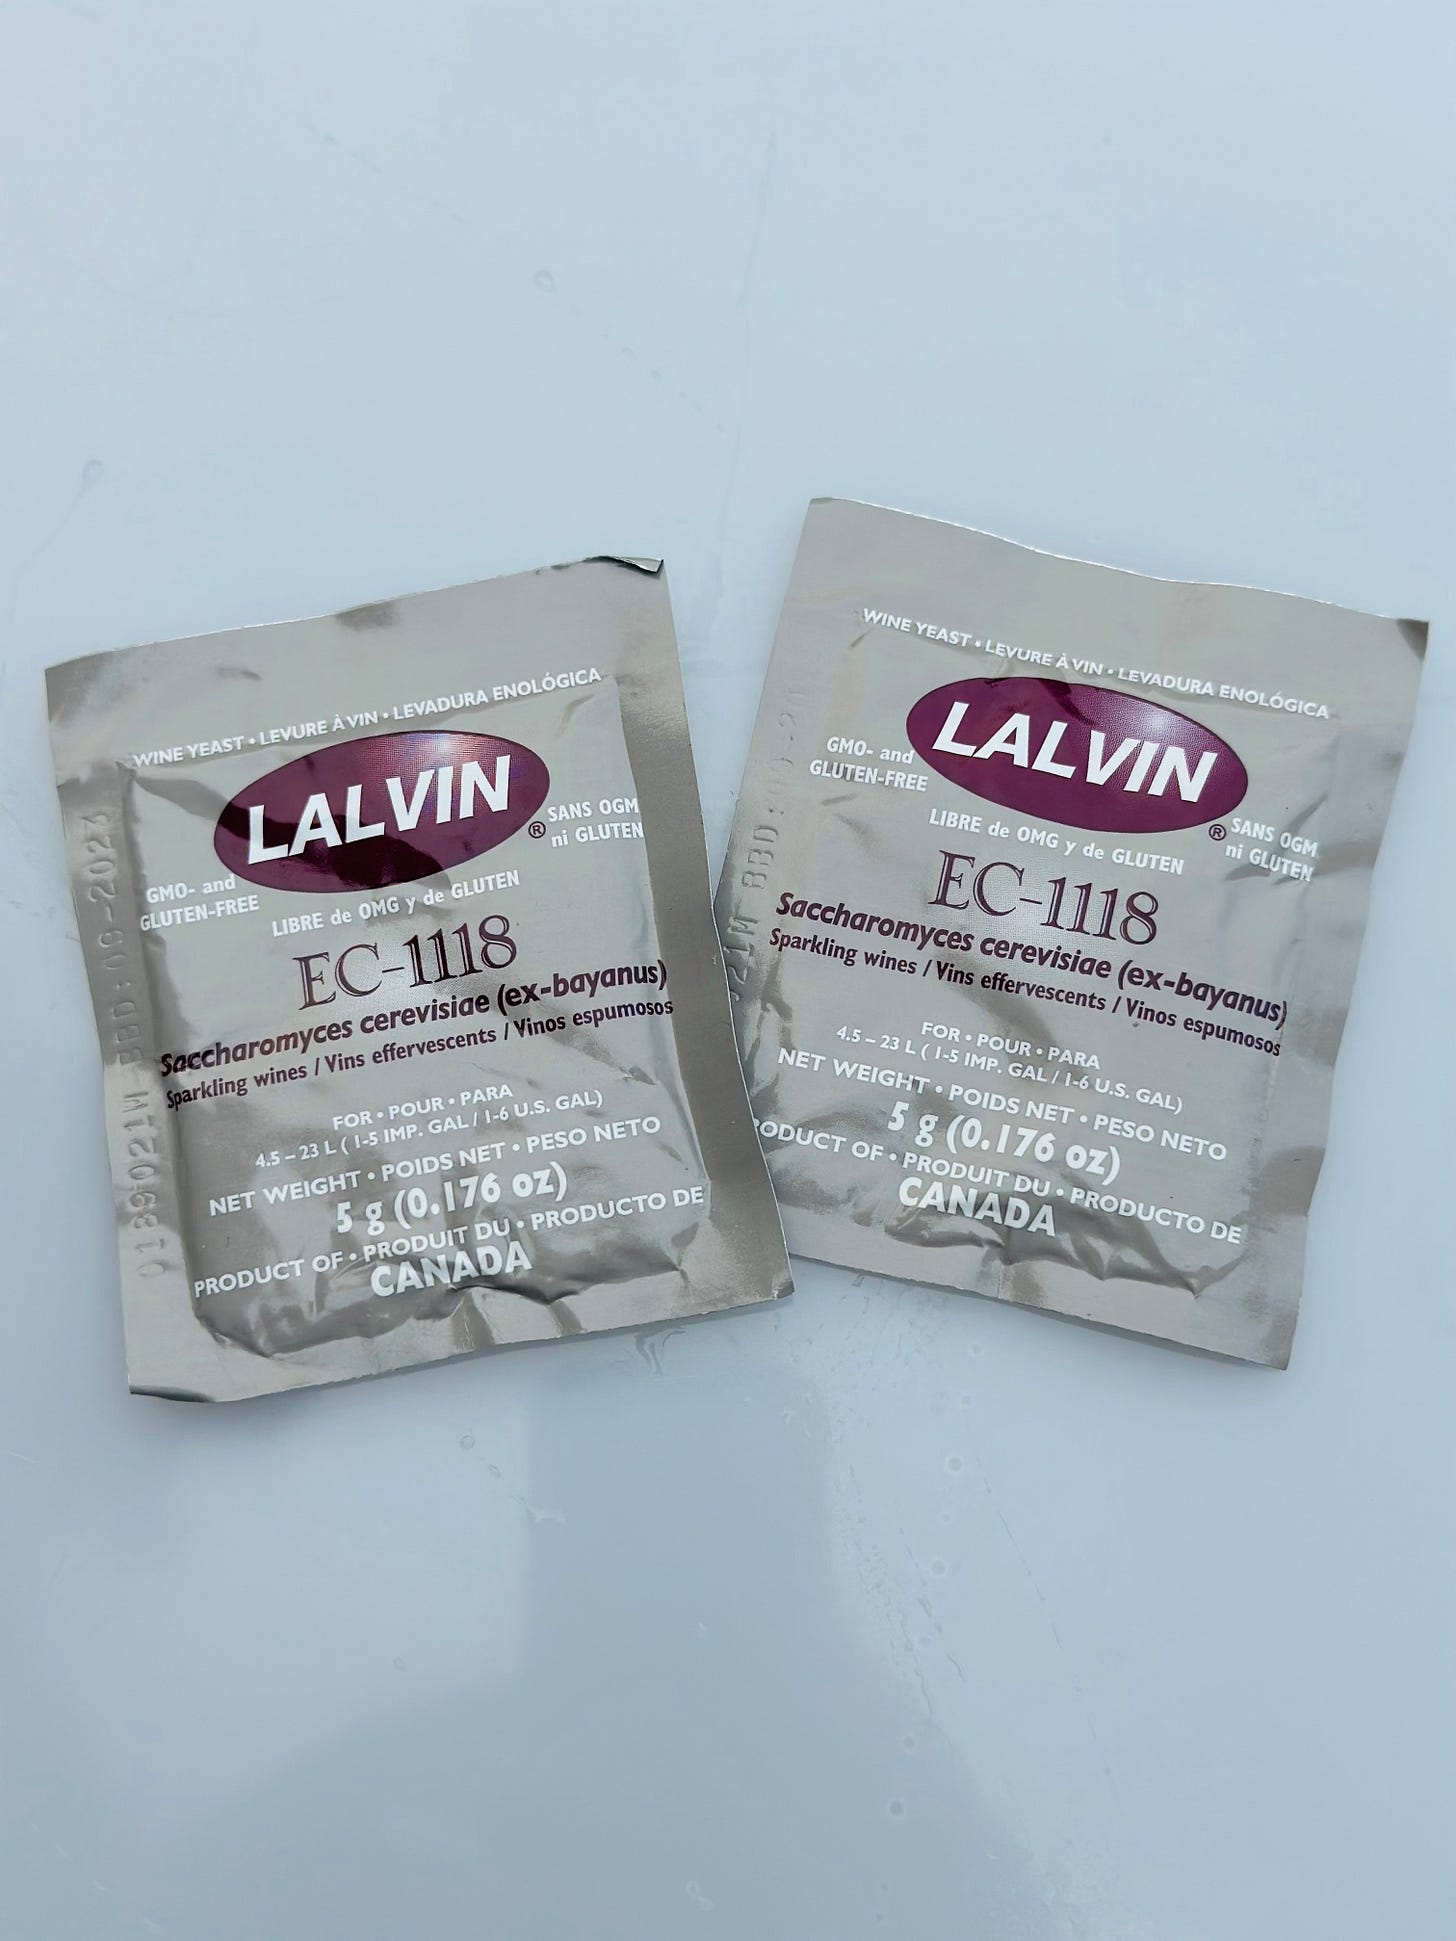 WINE YEAST • LEVURE À VIN • LEVADURA ENOLÓGICA
LALVIN®
GMO- and
GLUTEN-FREE
SANS OGM
ni GLUTEN
LIBRE de OMG y de GLUTEN
EC-1118
Saccharomyces cerevisiae (ex-bayanus)
Sparkling wines / Vins effervescents / Vinos espumosos
FOR • POUR • PARA
4.5 – 23 L ( 1-5 IMP. GAL / 1-6 U.S. GAL)
NET WEIGHT • POIDS NET • PESO NETO
5 g (0.176 oz)
PRODUCT OF • PRODUIT DU • PRODUCTO DE
CANADA
WINE YEAST • LEVURE À VIN • LEVADURA ENOLÓGICA
LALVIN®
GMO- and
GLUTEN-FREE
SANS OGM
ni GLUTEN
LIBRE de OMG y de GLUTEN
EC-1118
Saccharomyces cerevisiae (ex-bayanus)
Sparkling wines / Vins effervescents / Vinos espumosos
FOR • POUR • PARA
4.5 – 23 L ( 1-5 IMP. GAL / 1-6 U.S. GAL)
NET WEIGHT • POIDS NET • PESO NETO
5 g (0.176 oz)
PRODUCT OF • PRODUIT DU • PRODUCTO DE
CANADA